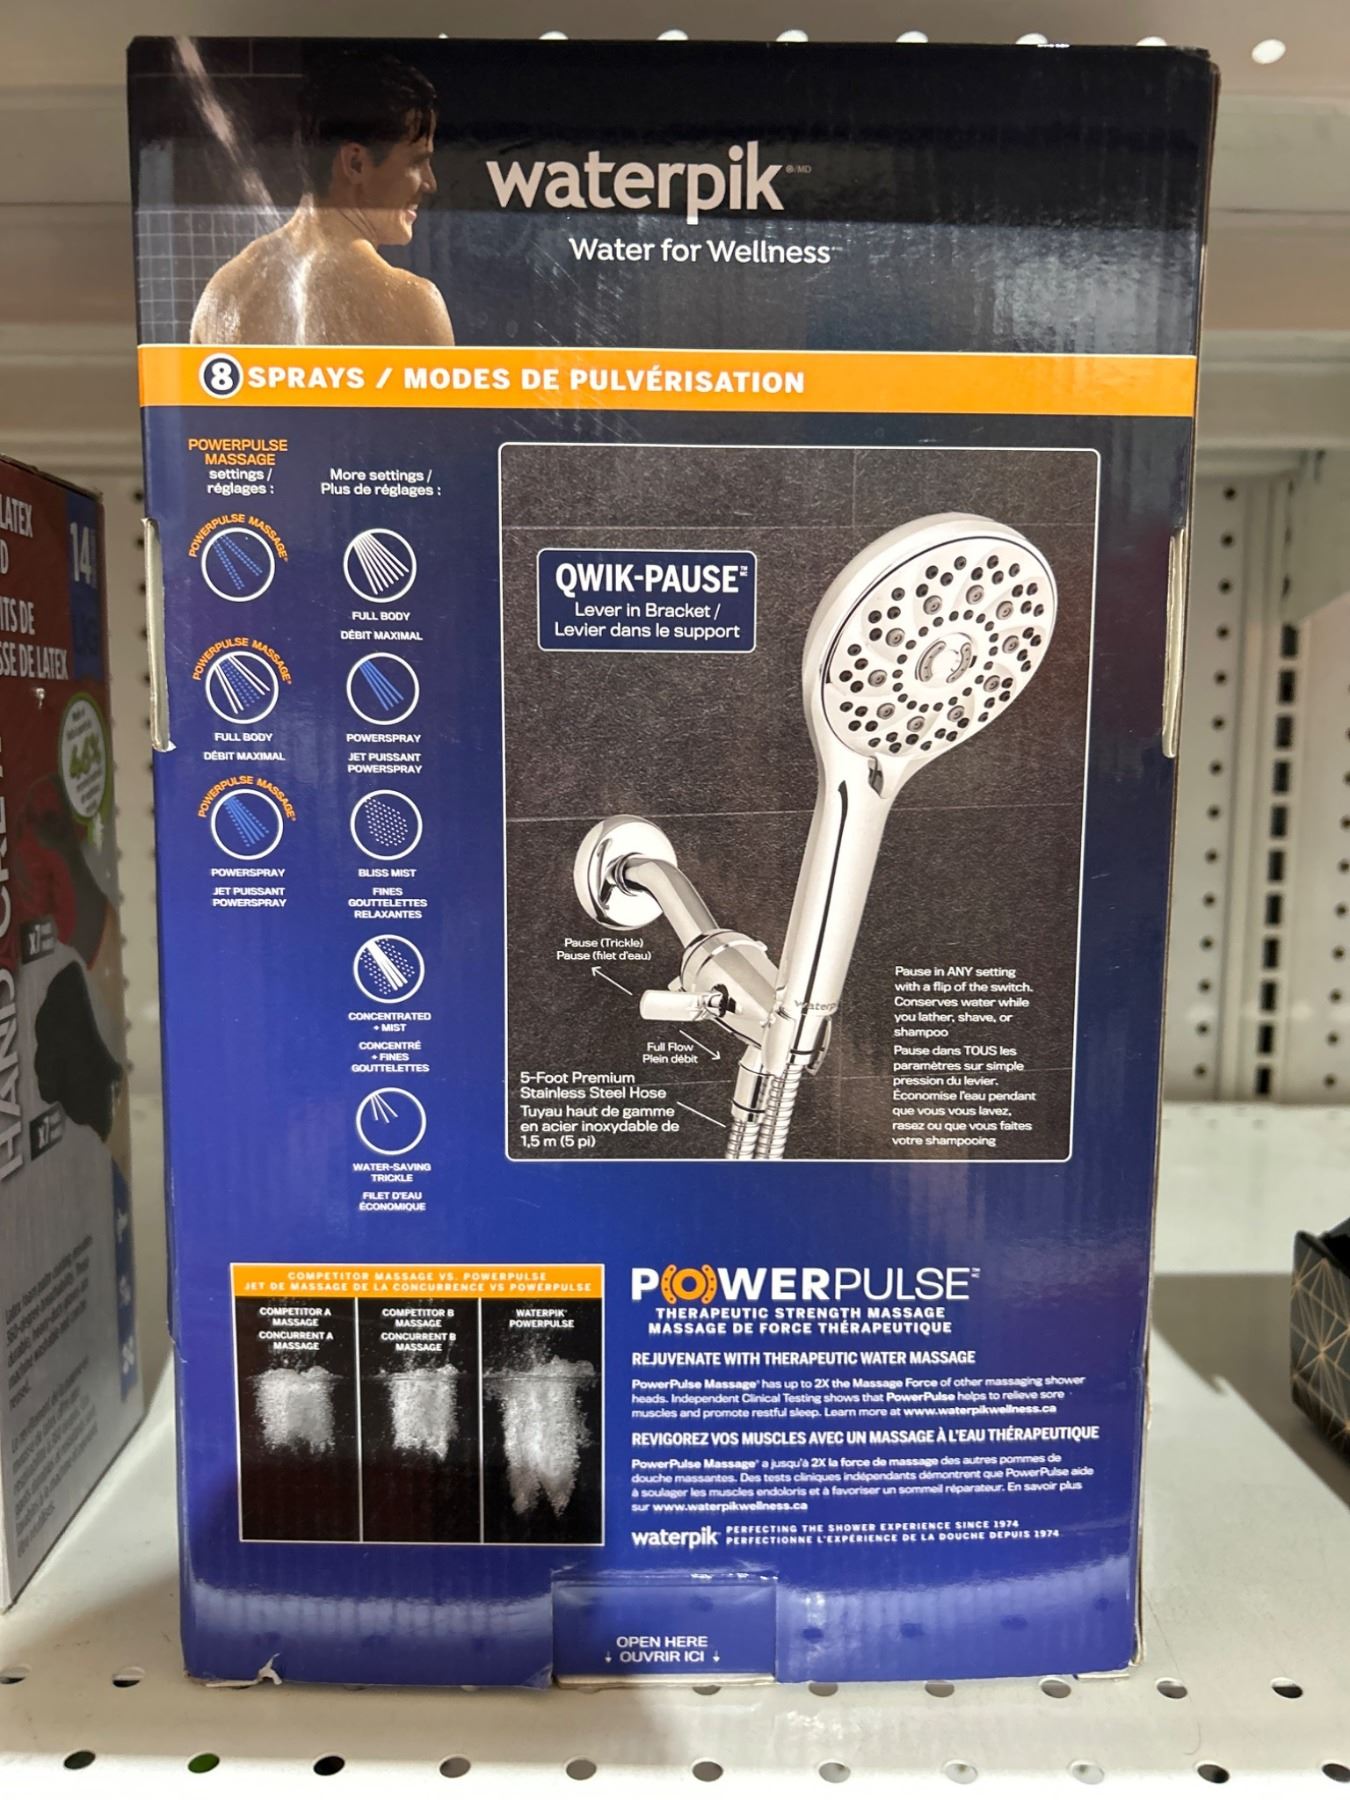 waterpik ®/MD
Water for Wellness™
8 SPRAYS / MODES DE PULVÉRISATION
POWERPULSE
MASSAGE
settings /
réglages :
POWERPULSE MASSAGE®
POWERPULSE MASSAGE®
FULL BODY
DÉBIT MAXIMAL
POWERPULSE MASSAGE®
POWERSPRAY
JET PUISSANT
POWERSPRAY
More settings /
Plus de réglages :
FULL BODY
DÉBIT MAXIMAL
POWERSPRAY
JET PUISSANT
POWERSPRAY
BLISS MIST
FINES
GOUTTELETTES
RELAXANTES
CONCENTRATED
+ MIST
CONCENTRÉ
+ FINES
GOUTTELETTES
WATER-SAVING
TRICKLE
FILET D'EAU
ÉCONOMIQUE
QWIK-PAUSE™ MC
Lever in Bracket /
Levier dans le support
Pause (Trickle)
Pause (filet d'eau)
Full Flow
Plein débit
5-Foot Premium
Stainless Steel Hose
Tuyau haut de gamme
en acier inoxydable de
1,5 m (5 pi)
Pause in ANY setting
with a flip of the switch.
Conserves water while
you lather, shave, or
shampoo
Pause dans TOUS les
paramètres sur simple
pression du levier.
Économise l'eau pendant
que vous vous lavez,
rasez ou que vous faites
votre shampooing
COMPETITOR MASSAGE VS. POWERPULSE
JET DE MASSAGE DE LA CONCURRENCE VS POWERPULSE
COMPETITOR A
MASSAGE
CONCURRENT A
MASSAGE
COMPETITOR B
MASSAGE
CONCURRENT B
MASSAGE
WATERPIK®
POWERPULSE
POWERPULSE™
THERAPEUTIC STRENGTH MASSAGE
MASSAGE DE FORCE THÉRAPEUTIQUE
REJUVENATE WITH THERAPEUTIC WATER MASSAGE
PowerPulse Massage® has up to 2X the Massage Force of other massaging shower
heads. Independent Clinical Testing shows that PowerPulse helps to relieve sore
muscles and promote restful sleep. Learn more at www.waterpikwellness.ca
REVIGOREZ VOS MUSCLES AVEC UN MASSAGE À L'EAU THÉRAPEUTIQUE
PowerPulse Massage® a jusqu'à 2X la force de massage des autres pommes de
douche massantes. Des tests cliniques indépendants démontrent que PowerPulse aide
à soulager les muscles endoloris et à favoriser un sommeil réparateur. En savoir plus
sur www.waterpikwellness.ca
waterpik PERFECTING THE SHOWER EXPERIENCE SINCE 1974
PERFECTIONNE L'EXPÉRIENCE DE LA DOUCHE DEPUIS 1974
OPEN HERE
↓ OUVRIR ICI ↓
LATEX
14
HAND
x7
x7